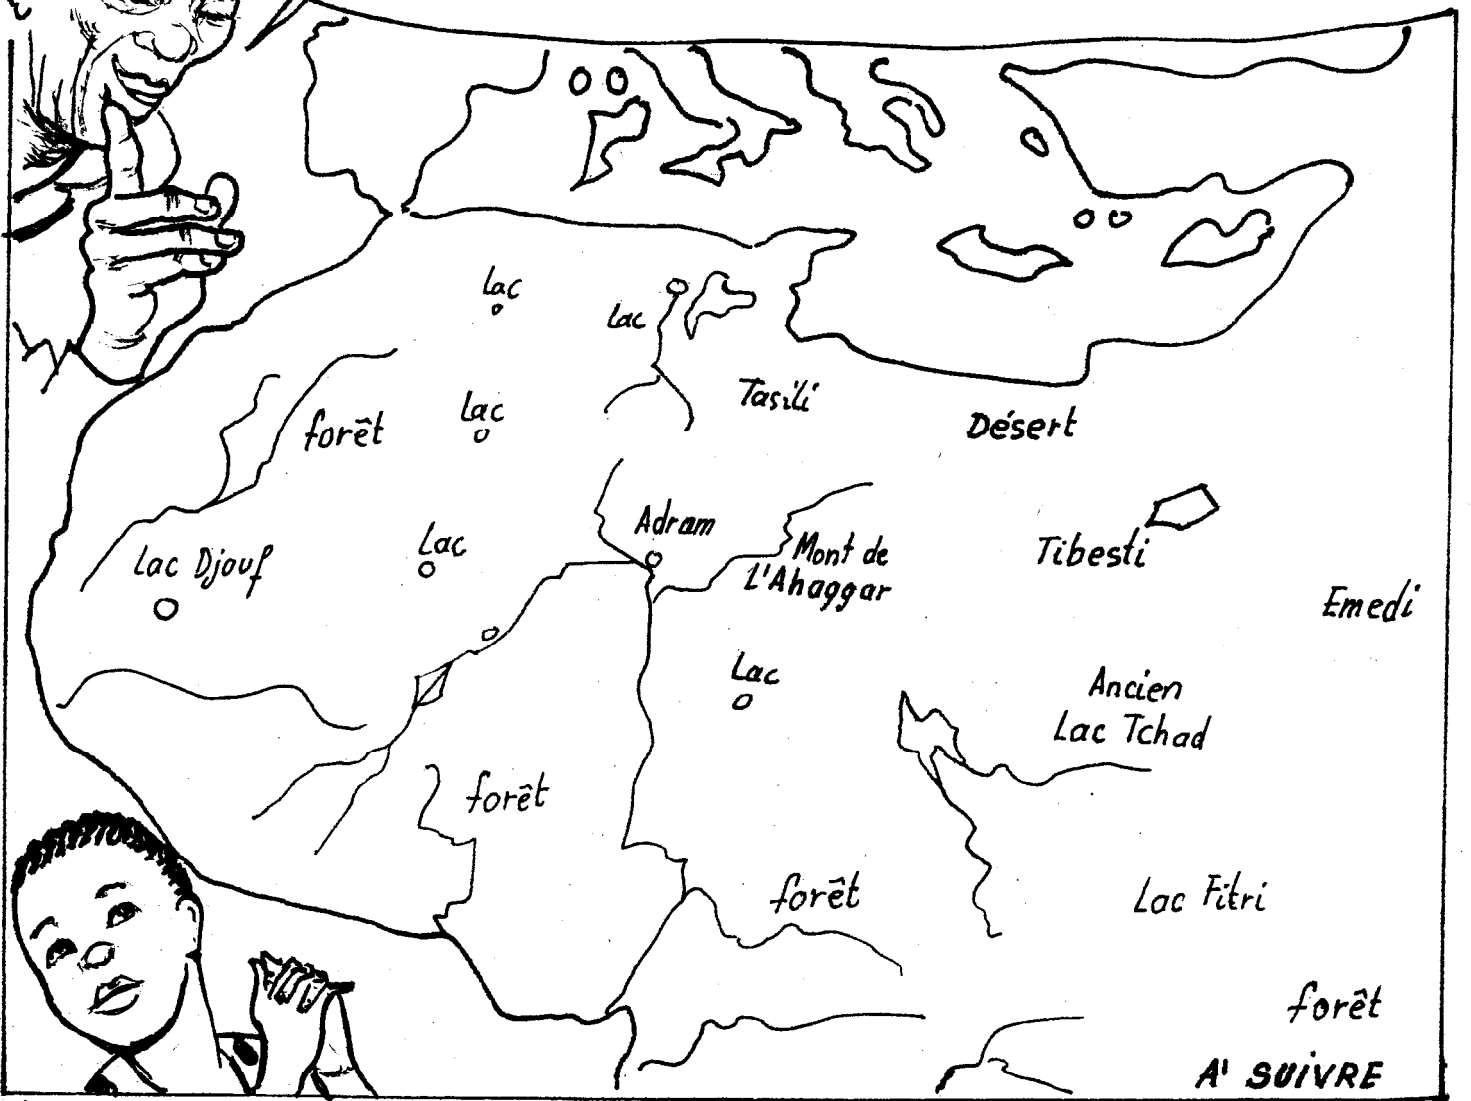 Lac
Lac
Tasili
Lac
forêt
Désert
Adram
Lac
Lac Djouf
Mont de
L'Ahaggar
Tibesti
Emedi
Lac
Ancien
Lac Tchad
forêt
forêt
Lac Fitri
forêt
A' SUiVRE